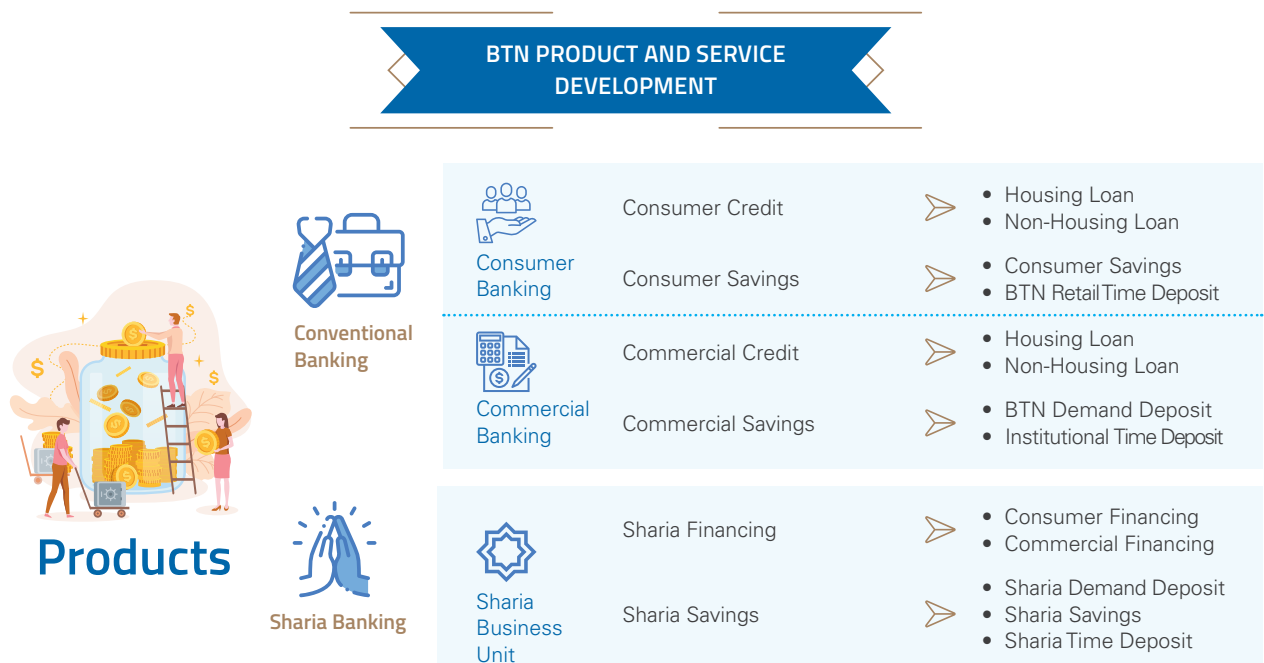 BTN PRODUCT AND SERVICE
DEVELOPMENT
Products
Conventional
Banking
Consumer
Banking
Consumer Credit
• Housing Loan
• Non-Housing Loan
Consumer Savings
• Consumer Savings
• BTN Retail Time Deposit
Commercial
Banking
Commercial Credit
• Housing Loan
• Non-Housing Loan
Commercial Savings
• BTN Demand Deposit
• Institutional Time Deposit
Sharia Banking
Sharia
Business
Unit
Sharia Financing
• Consumer Financing
• Commercial Financing
Sharia Savings
• Sharia Demand Deposit
• Sharia Savings
• Sharia Time Deposit